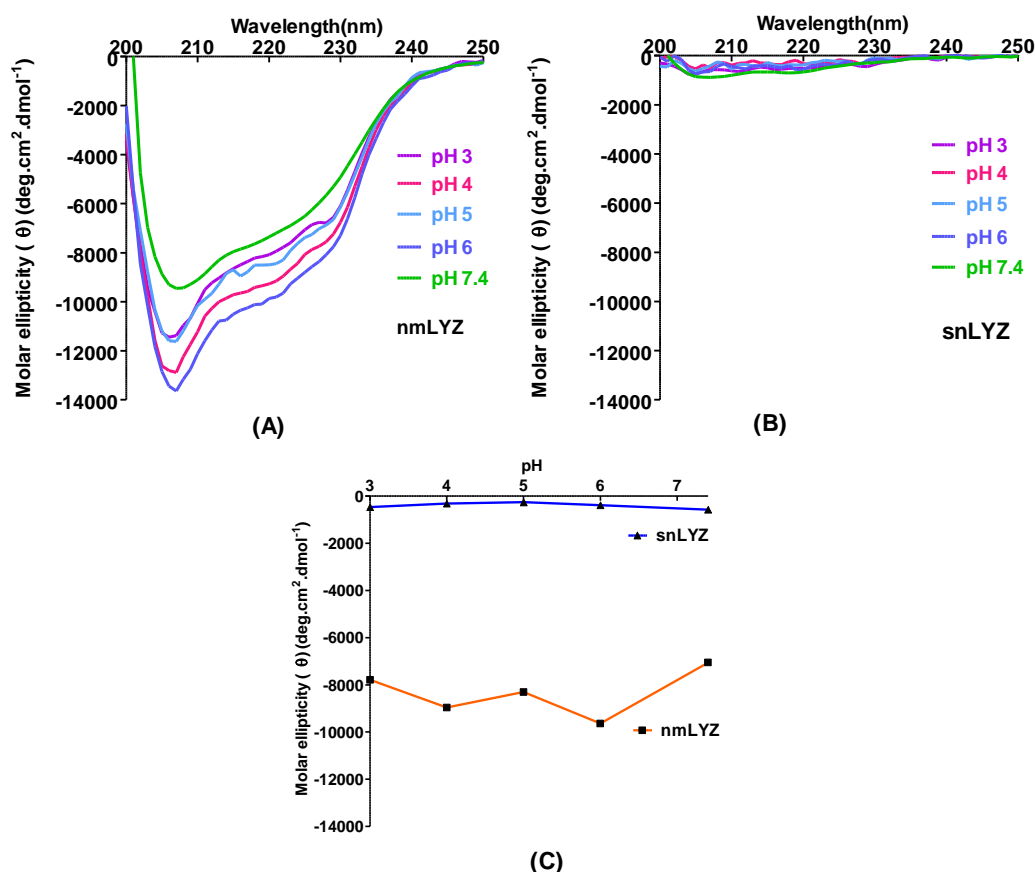 Wavelength(nm)
200 210 220 230 240 250
0
-2000
-4000
-6000
-8000
-10000
-12000
-14000
Molar ellipticity ( θ) (deg.cm².dmol⁻¹)
pH 3
pH 4
pH 5
pH 6
pH 7.4
nmLYZ
(A)
Wavelength(nm)
200 210 220 230 240 250
0
-2000
-4000
-6000
-8000
-10000
-12000
-14000
Molar ellipticity ( θ) (deg.cm².dmol⁻¹)
pH 3
pH 4
pH 5
pH 6
pH 7.4
snLYZ
(B)
pH
3 4 5 6 7
0
-2000
-4000
-6000
-8000
-10000
-12000
-14000
Molar ellipticity ( θ) (deg.cm².dmol⁻¹)
snLYZ
nmLYZ
(C)